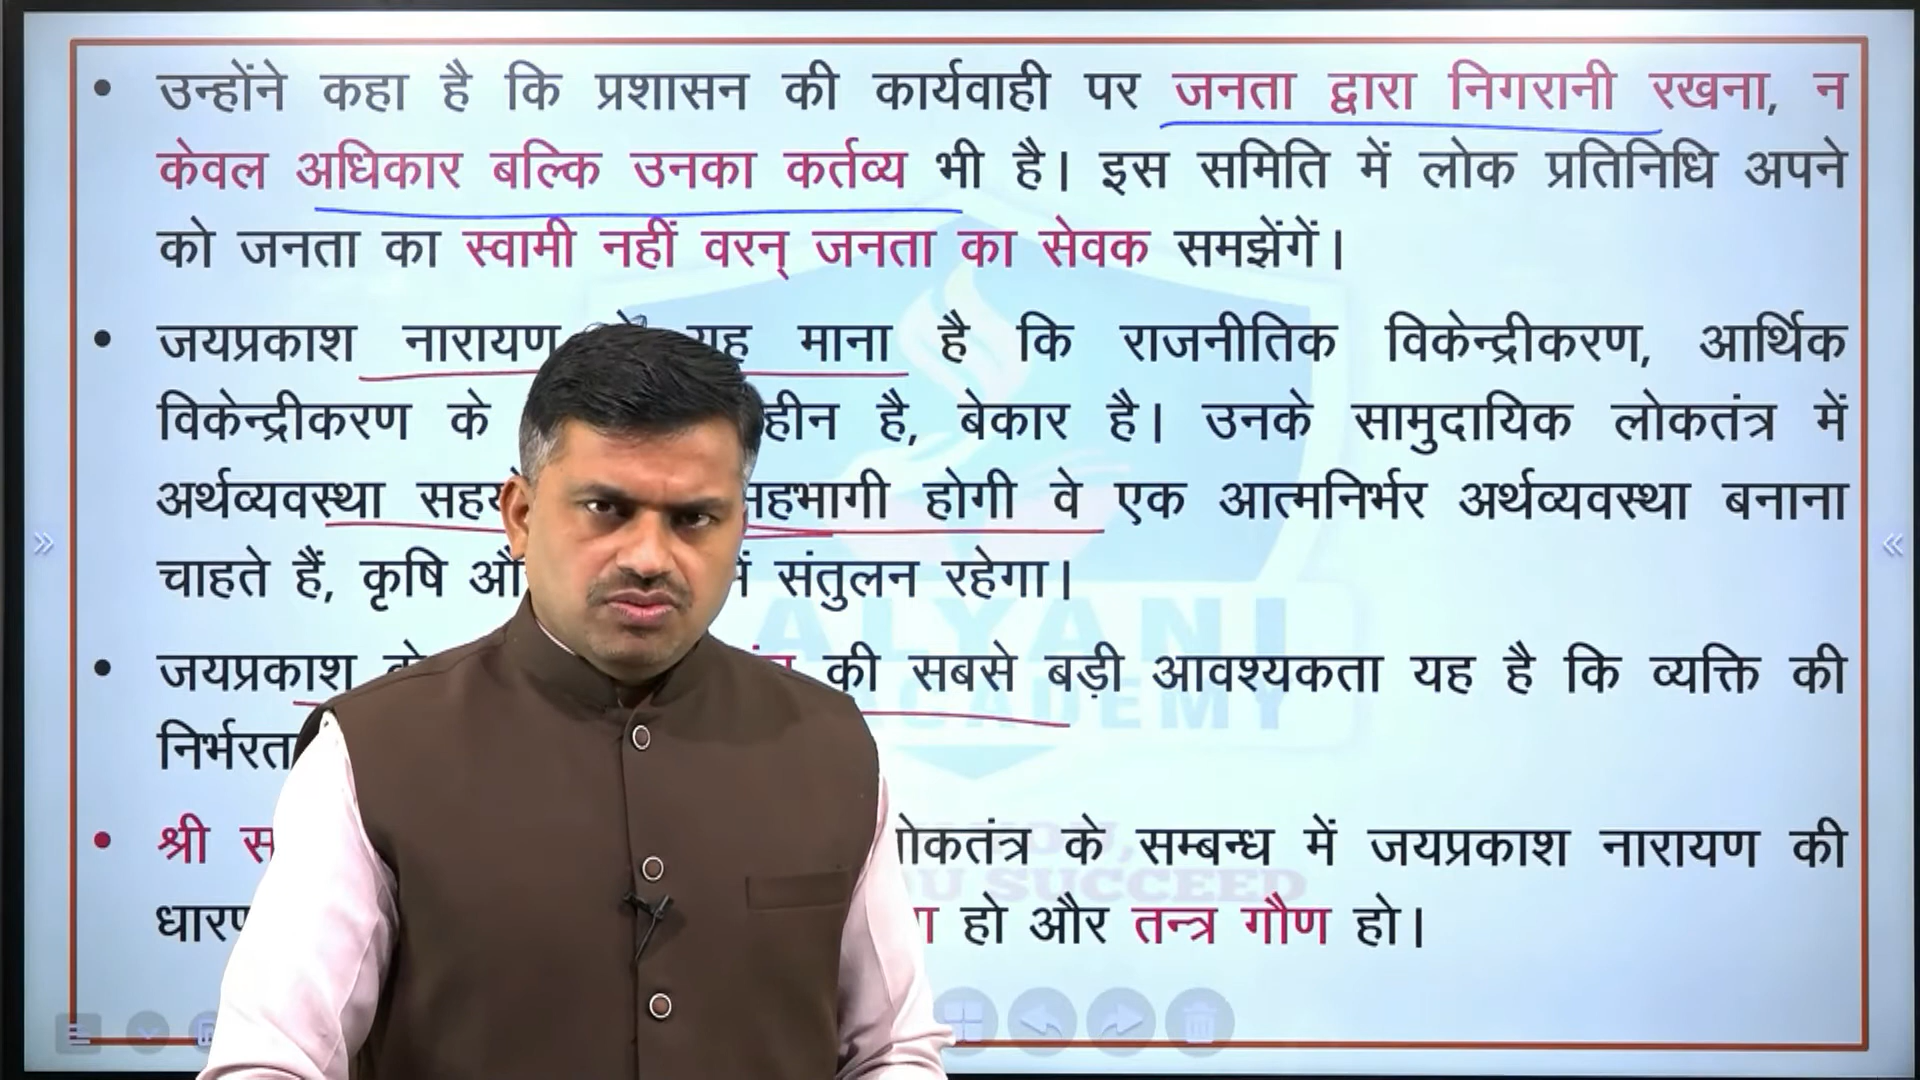 • उन्होंने कहा है कि प्रशासन की कार्यवाही पर जनता द्वारा निगरानी रखना, न
केवल अधिकार बल्कि उनका कर्तव्य भी है। इस समिति में लोक प्रतिनिधि अपने
को जनता का स्वामी नहीं वरन् जनता का सेवक समझेंगें।
• जयप्रकाश नारायण यह माना है कि राजनीतिक विकेन्द्रीकरण, आर्थिक
विकेन्द्रीकरण के हीन है, बेकार है। उनके सामुदायिक लोकतंत्र में
अर्थव्यवस्था सहभागी होगी वे एक आत्मनिर्भर अर्थव्यवस्था बनाना
चाहते हैं, कृषि में संतुलन रहेगा।
• जयप्रकाश की सबसे बड़ी आवश्यकता यह है कि व्यक्ति की
• श्री के सम्बन्ध में जयप्रकाश नारायण की
हो और तन्त्र गौण हो।
ACADEMY
SUCCEED